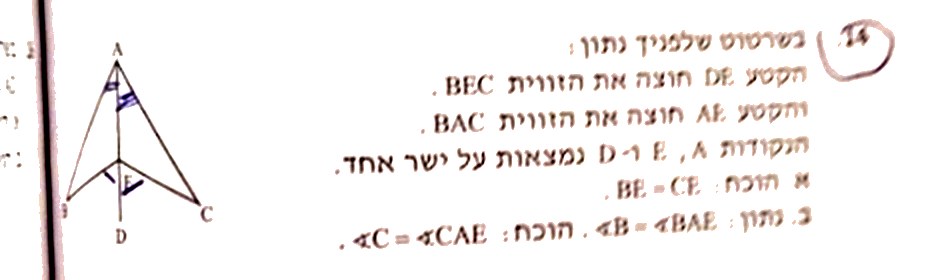 14.
בשרטוט שלפניך נתון:
הקטע DE חוצה את הזווית BEC.
והקטע AE חוצה את הזווית BAC.
הנקודות A, E ו-D נמצאות על ישר אחד.
א. הוכח: BE = CE.
ב. נתון: ∢B = ∢BAE. הוכח: ∢C = ∢CAE.
A
E
B
C
D